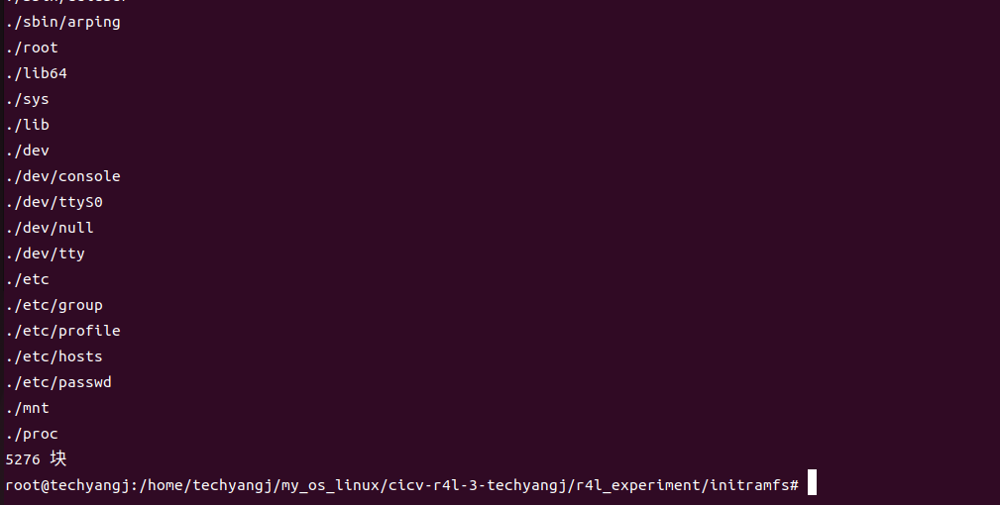 ./sbin/arping
./root
./lib64
./sys
./lib
./dev
./dev/console
./dev/ttyS0
./dev/null
./dev/tty
./etc
./etc/group
./etc/profile
./etc/hosts
./etc/passwd
./mnt
./proc
5276 块
root@techyangj:/home/techyangj/my_os_linux/cicv-r4l-3-techyangj/r4l_experiment/initramfs#